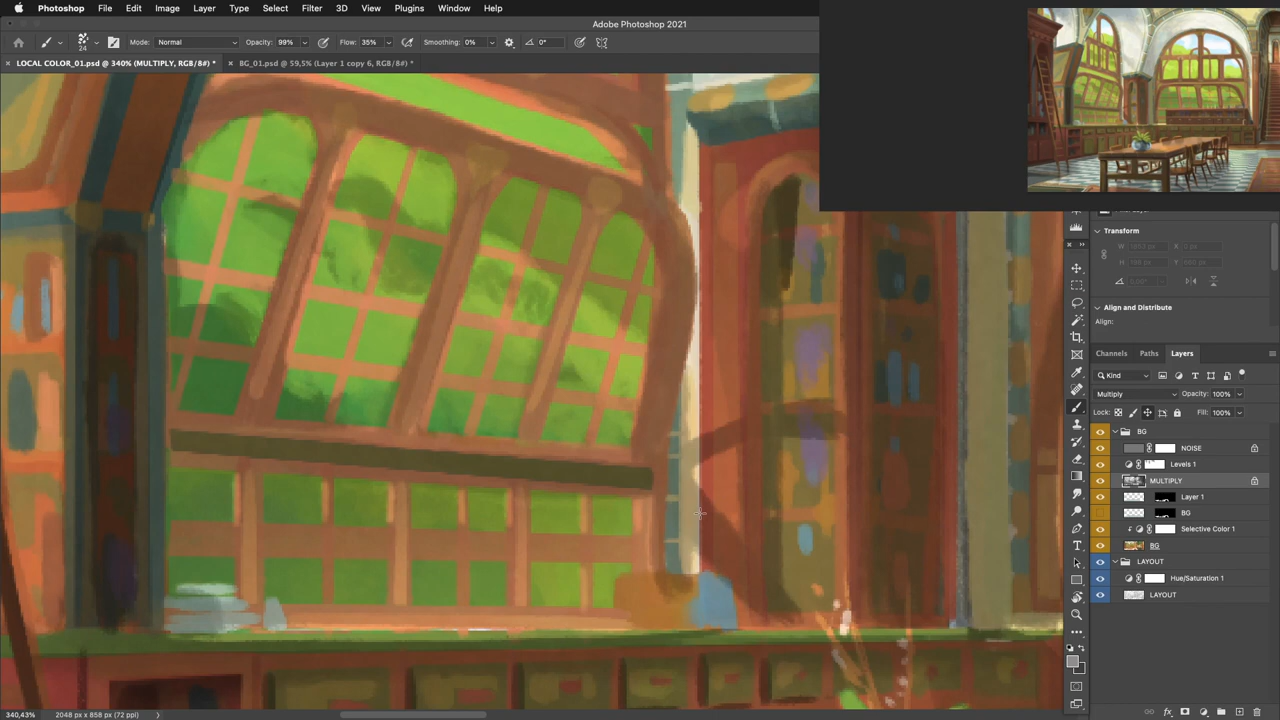 Photoshop File Edit Image Layer Type Select Filter 3D View Plugins Window Help
Adobe Photoshop 2021
24 Mode: Normal Opacity: 99% Flow: 35% Smoothing: 0% 0°
LOCAL COLOR_01.psd @ 340% (MULTIPLY, RGB/8#) * BG_01.psd @ 59,5% (Layer 1 copy 6, RGB/8#) *
Transform
Align and Distribute
Align:
Channels Paths Layers
Kind
Multiply Opacity: 100%
Lock: Fill: 100%
BG
NOISE
Levels 1
MULTIPLY
Layer 1
BG
Selective Color 1
BG
LAYOUT
Hue/Saturation 1
LAYOUT
340,43% 2048 px x 858 px (72 ppi)